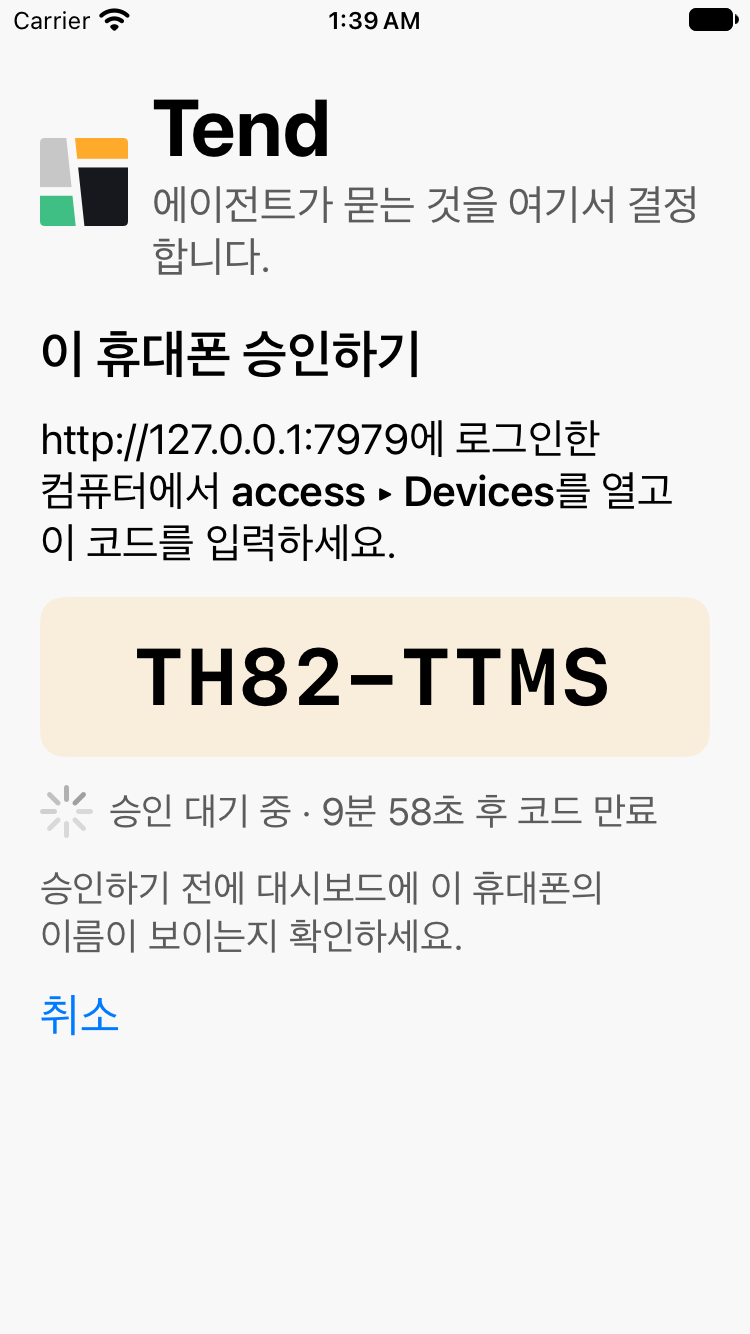 Carrier 1:39 AM
Tend
에이전트가 묻는 것을 여기서 결정
합니다.
이 휴대폰 승인하기
http://127.0.0.1:7979에 로그인한
컴퓨터에서 access ▸ Devices를 열고
이 코드를 입력하세요.
TH82-TTMS
승인 대기 중 · 9분 58초 후 코드 만료
승인하기 전에 대시보드에 이 휴대폰의
이름이 보이는지 확인하세요.
취소